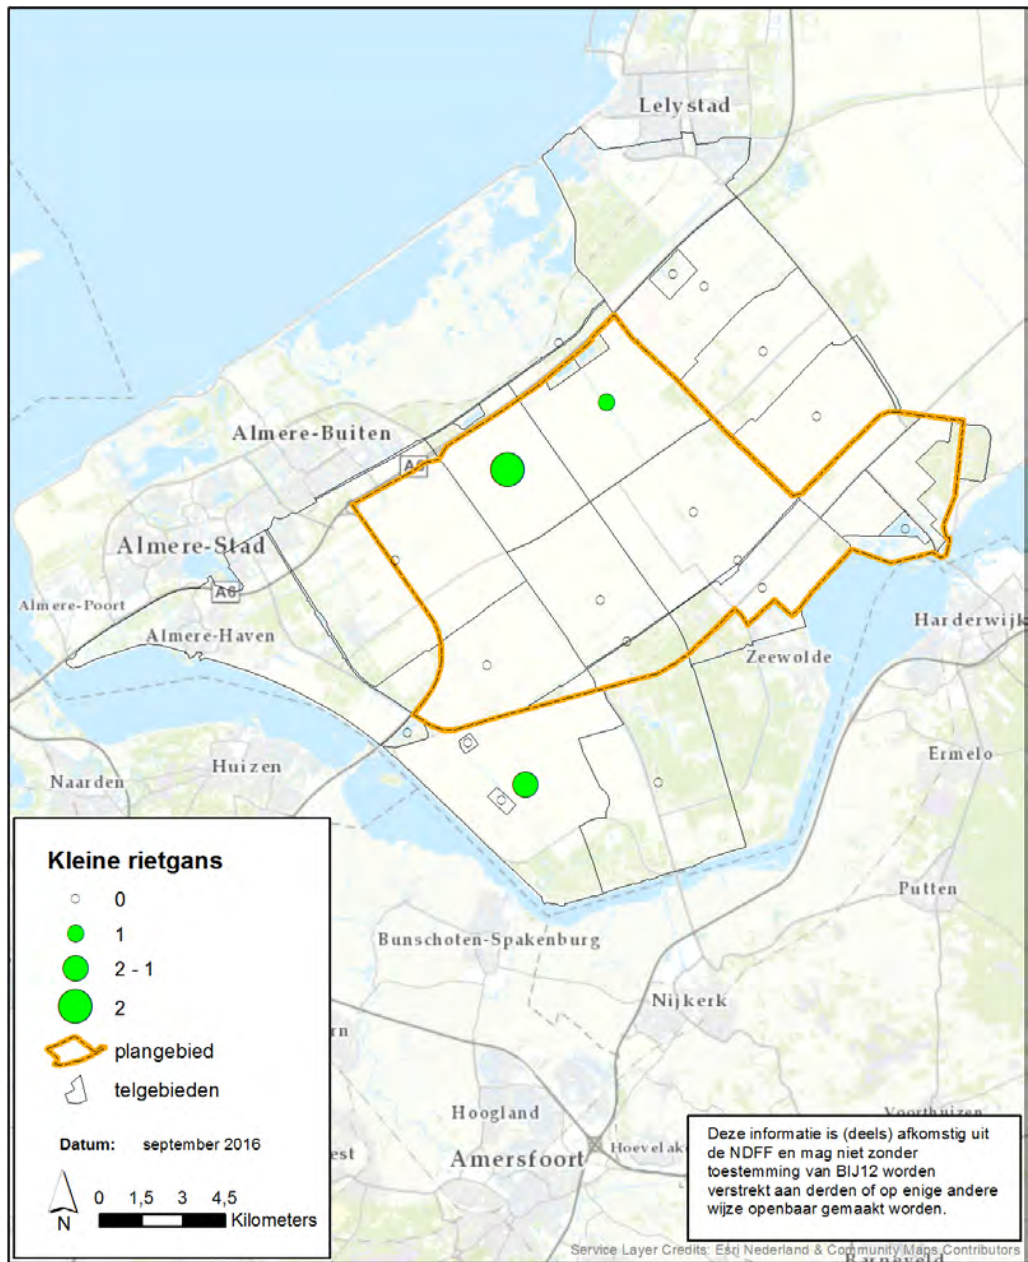 Lelystad
Almere-Buiten
A6
Almere-Stad
A6
Almere-Poort
Almere-Haven
Harderwijk
Zeewolde
Naarden
Huizen
Ermelo
Putten
Bunschoten-Spakenburg
Nijkerk
Hoogland
Amersfoort
Hoevelak
Voorthuizen
Barneveld
Kleine rietgans
0
1
2 - 1
2
plangebied
telgebieden
Datum: september 2016
N
0 1,5 3 4,5
Kilometers
Deze informatie is (deels) afkomstig uit
de NDFF en mag niet zonder
toestemming van BIJ12 worden
verstrekt aan derden of op enige andere
wijze openbaar gemaakt worden.
Service Layer Credits: Esri Nederland & Community Maps Contributors